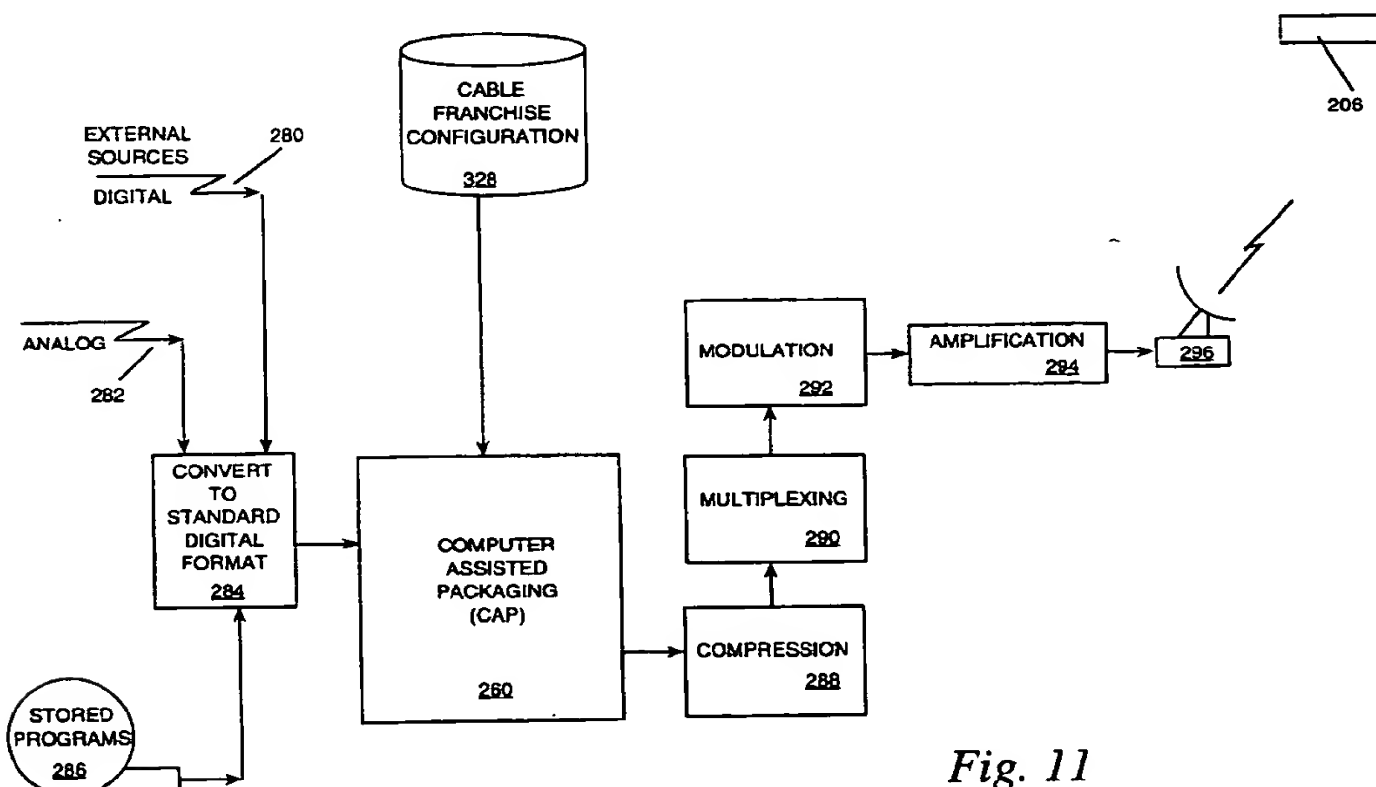 CABLE
FRANCHISE
CONFIGURATION
328
206
EXTERNAL
SOURCES
280
DIGITAL
ANALOG
282
CONVERT
TO
STANDARD
DIGITAL
FORMAT
284
COMPUTER
ASSISTED
PACKAGING
(CAP)
260
MODULATION
292
AMPLIFICATION
294
296
MULTIPLEXING
290
COMPRESSION
288
STORED
PROGRAMS
286
Fig. 11